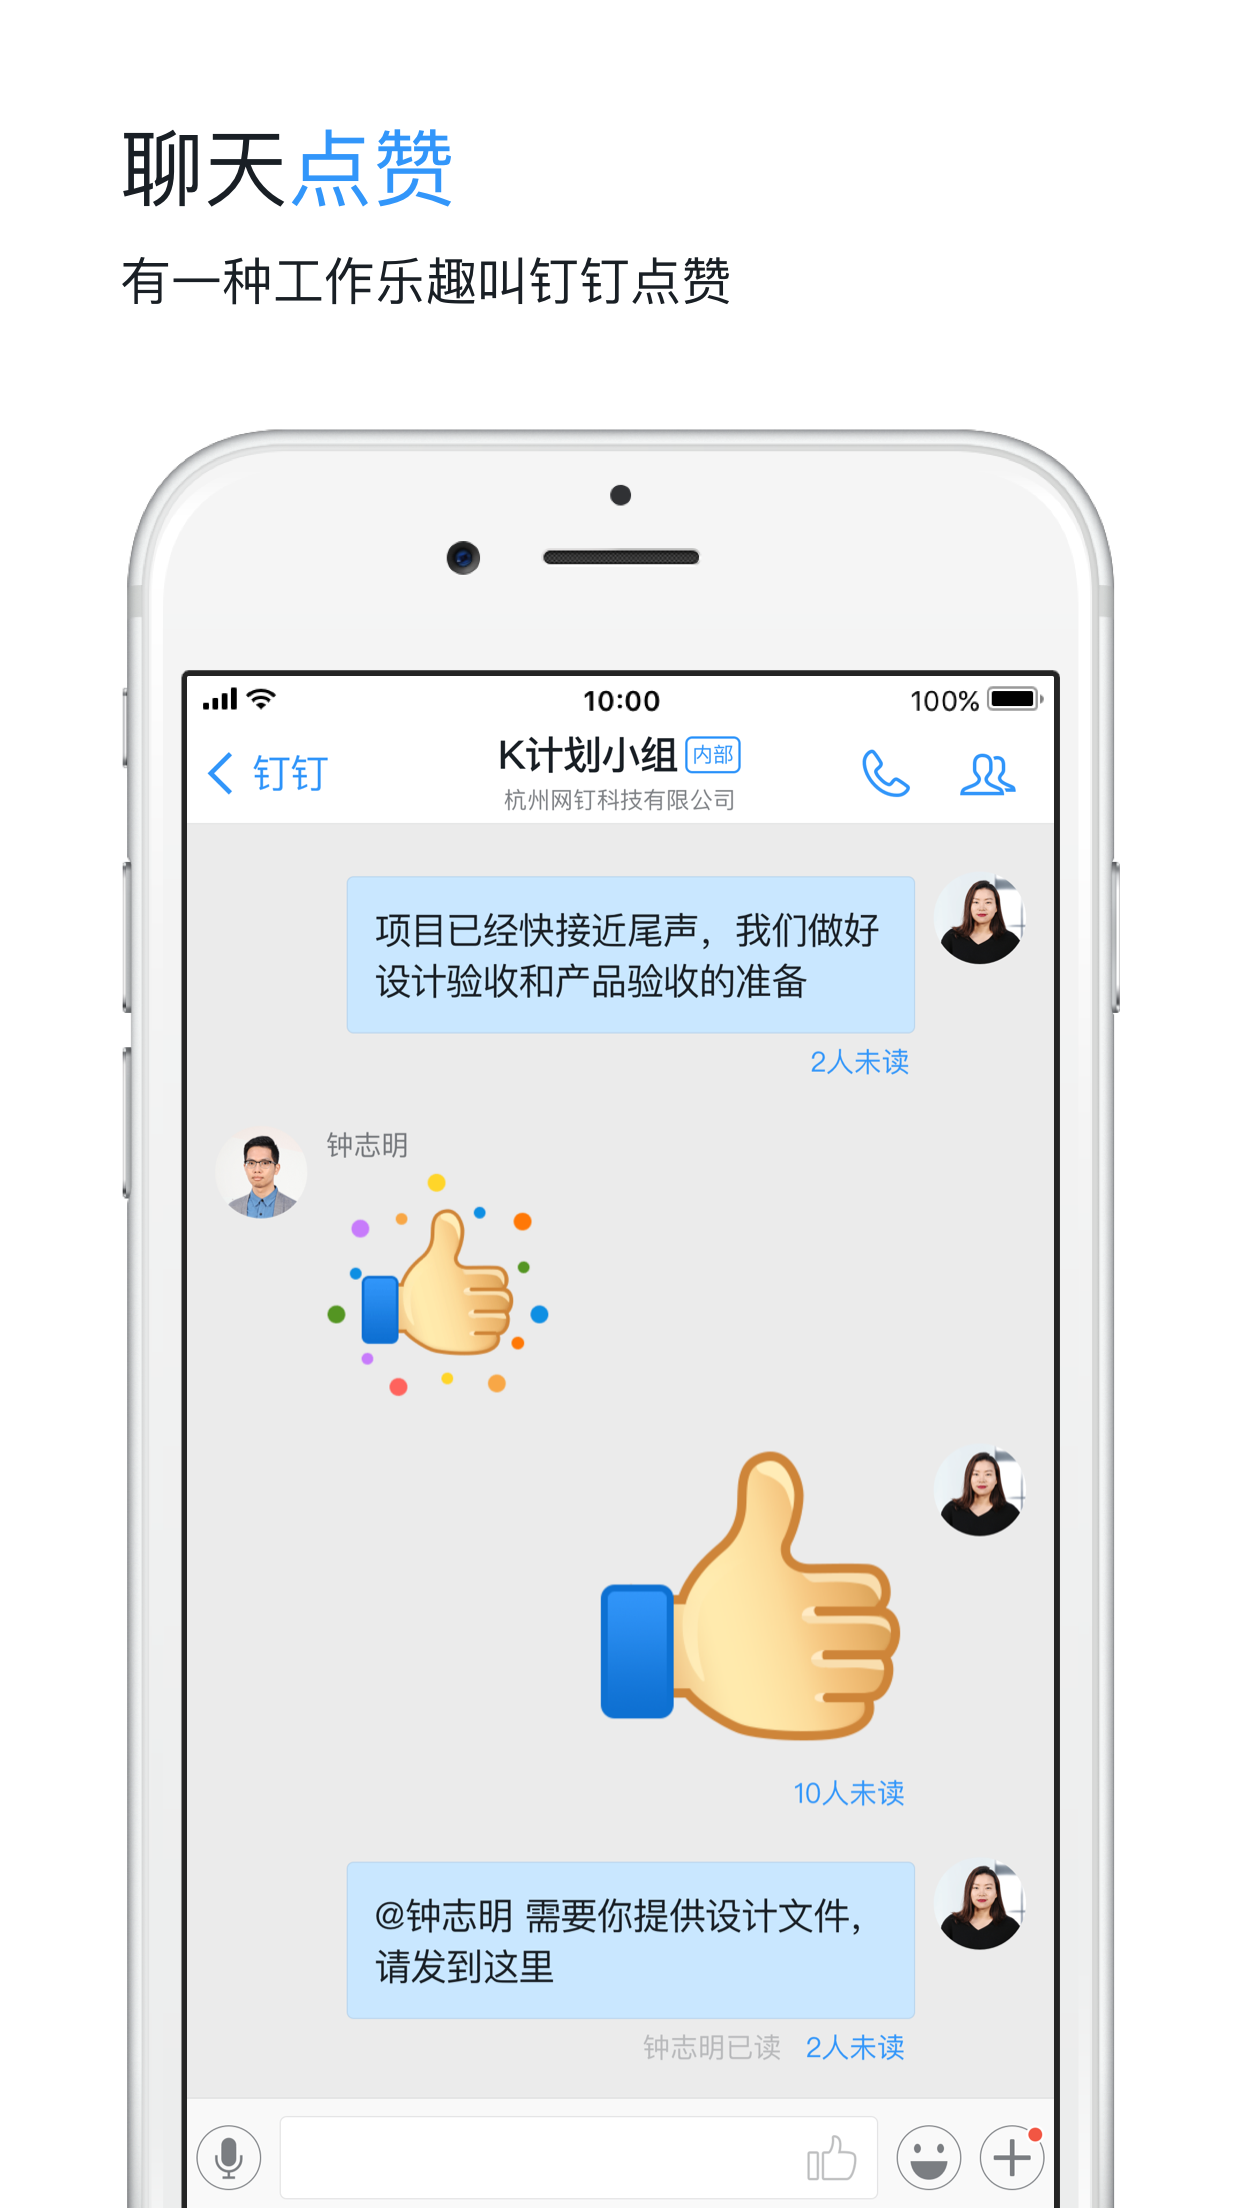 聊天点赞
有一种工作乐趣叫钉钉点赞
10:00
100%
钉钉
K计划小组 内部
杭州网钉科技有限公司
项目已经快接近尾声，我们做好
设计验收和产品验收的准备
2人未读
钟志明
10人未读
@钟志明 需要你提供设计文件，
请发到这里
钟志明已读 2人未读